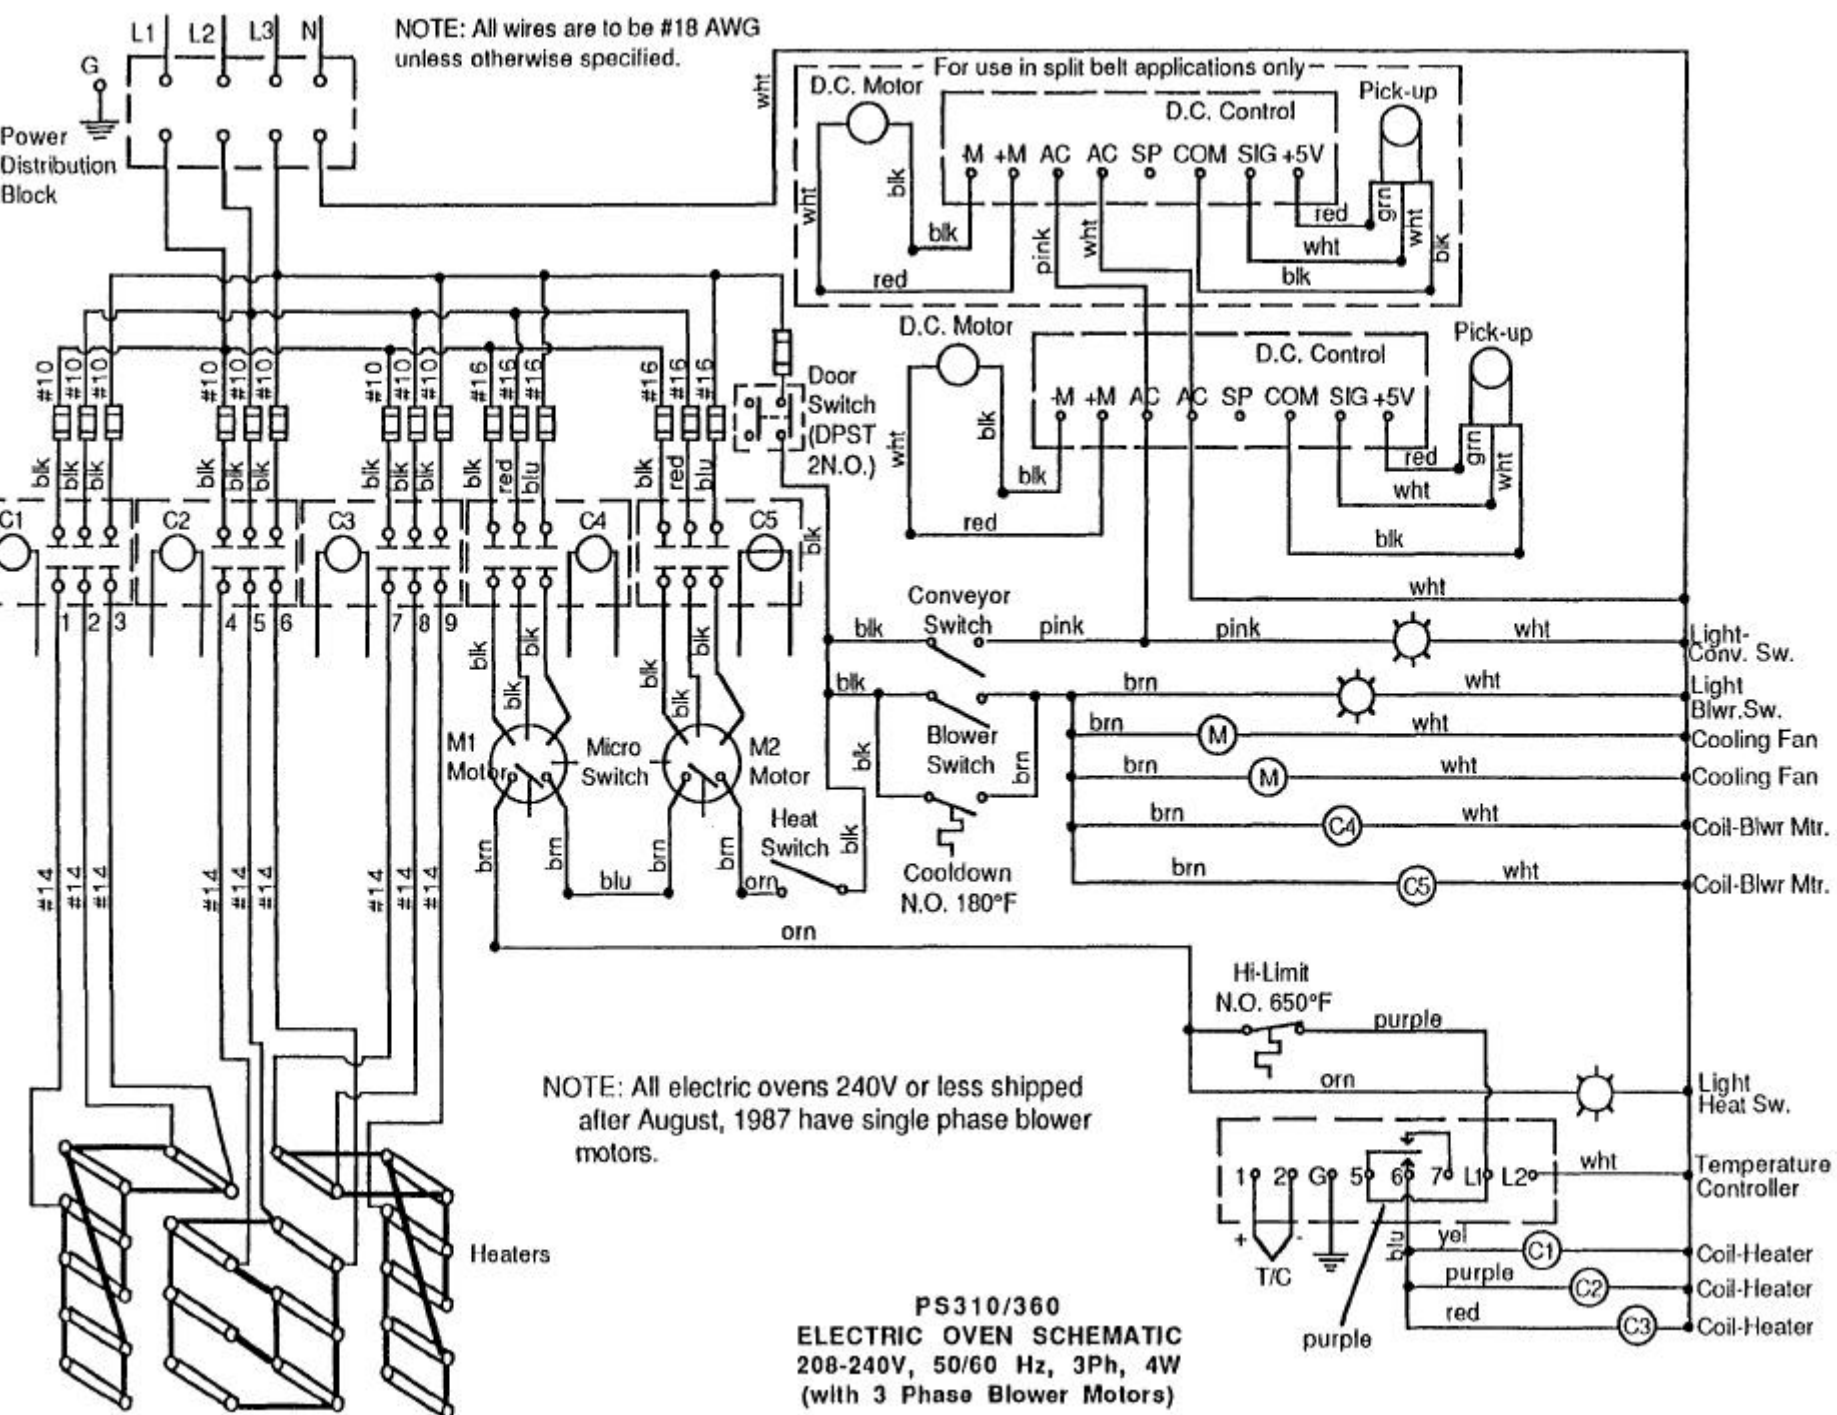 L1 L2 L3 N
NOTE: All wires are to be #18 AWG
unless otherwise specified.
G
Power
Distribution
Block
wht
For use in split belt applications only
D.C. Motor
D.C. Control
Pick-up
-M +M AC AC SP COM SIG +5V
wht
blk
blk
red
pink
wht
red
grn
wht
wht
blk
blk
D.C. Motor
D.C. Control
Pick-up
-M +M AC AC SP COM SIG +5V
wht
blk
blk
red
red
grn
wht
wht
blk
#10 #10 #10
#10 #10 #10
#10 #10 #10
#16 #16 #16
#16 #16 #16
Door
Switch
(DPST
2N.O.)
blk blk blk
blk blk blk
blk blk blk
blk red blu
blk red blu
C1 C2 C3 C4 C5
blk
1 2 3 4 5 6 7 8 9
blk blk blk
blk blk blk
wht
Conveyor
Switch
blk pink pink wht
Light-
Conv. Sw.
blk brn wht
Light
Blwr.Sw.
Blower
Switch
blk brn
brn M wht Cooling Fan
brn M wht Cooling Fan
brn C4 wht Coil-Blwr Mtr.
brn C5 wht Coil-Blwr Mtr.
Cooldown
N.O. 180°F
M1
Motor
Micro
Switch
M2
Motor
Heat
Switch
blk
brn brn brn brn
blu
orn
orn
#14 #14 #14
#14 #14 #14
#14 #14 #14
Hi-Limit
N.O. 650°F
purple
orn
Light
Heat Sw.
NOTE: All electric ovens 240V or less shipped
after August, 1987 have single phase blower
motors.
1 2 G 5 6 7 L1 L2
wht
Temperature
Controller
+ -
T/C
blu
yel C1 Coil-Heater
purple C2 Coil-Heater
red C3 Coil-Heater
purple
Heaters
PS310/360
ELECTRIC OVEN SCHEMATIC
208-240V, 50/60 Hz, 3Ph, 4W
(with 3 Phase Blower Motors)